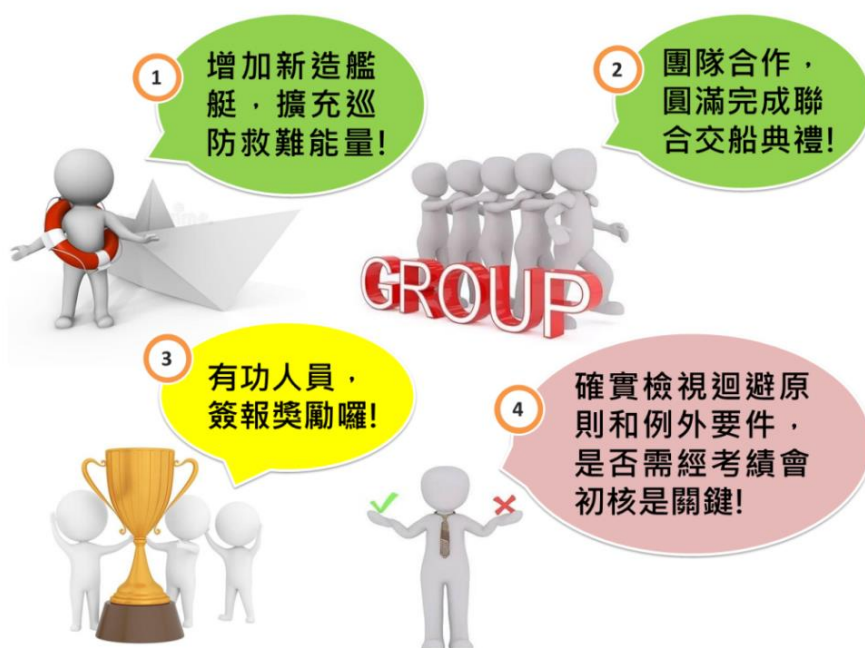 1
增加新造艦
艇，擴充巡
防救難能量!
2
團隊合作，
圓滿完成聯
合交船典禮!
GROUP
3
有功人員，
簽報獎勵囉!
4
確實檢視迴避原
則和例外要件，
是否需經考績會
初核是關鍵!